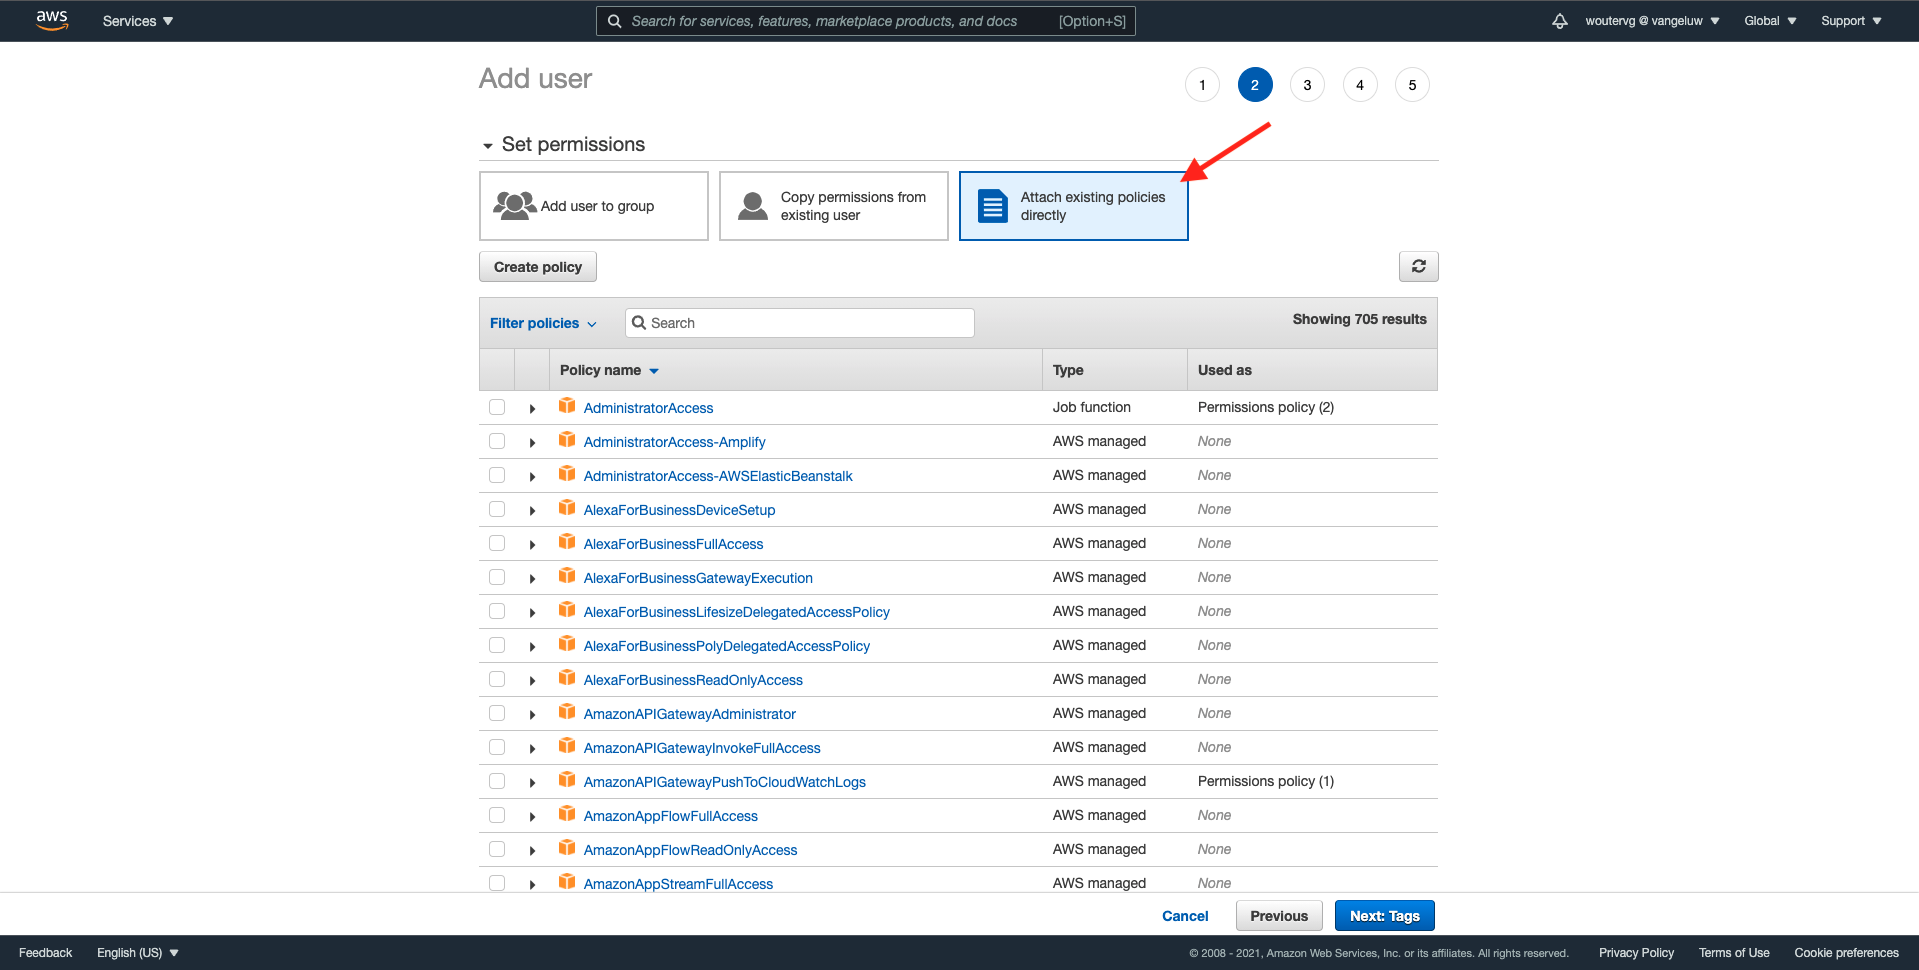 aws
Services
Search for services, features, marketplace products, and docs
[Option+S]
woutervg @ vangeluw
Global
Support
Add user
1
2
3
4
5
Set permissions
Add user to group
Copy permissions from
existing user
Attach existing policies
directly
Create policy
Filter policies
Search
Showing 705 results
Policy name
Type
Used as
AdministratorAccess Job function Permissions policy (2)
AdministratorAccess-Amplify AWS managed None
AdministratorAccess-AWSElasticBeanstalk AWS managed None
AlexaForBusinessDeviceSetup AWS managed None
AlexaForBusinessFullAccess AWS managed None
AlexaForBusinessGatewayExecution AWS managed None
AlexaForBusinessLifesizeDelegatedAccessPolicy AWS managed None
AlexaForBusinessPolyDelegatedAccessPolicy AWS managed None
AlexaForBusinessReadOnlyAccess AWS managed None
AmazonAPIGatewayAdministrator AWS managed None
AmazonAPIGatewayInvokeFullAccess AWS managed None
AmazonAPIGatewayPushToCloudWatchLogs AWS managed Permissions policy (1)
AmazonAppFlowFullAccess AWS managed None
AmazonAppFlowReadOnlyAccess AWS managed None
AmazonAppStreamFullAccess AWS managed None
Cancel
Previous
Next: Tags
Feedback
English (US)
© 2008 - 2021, Amazon Web Services, Inc. or its affiliates. All rights reserved.
Privacy Policy
Terms of Use
Cookie preferences